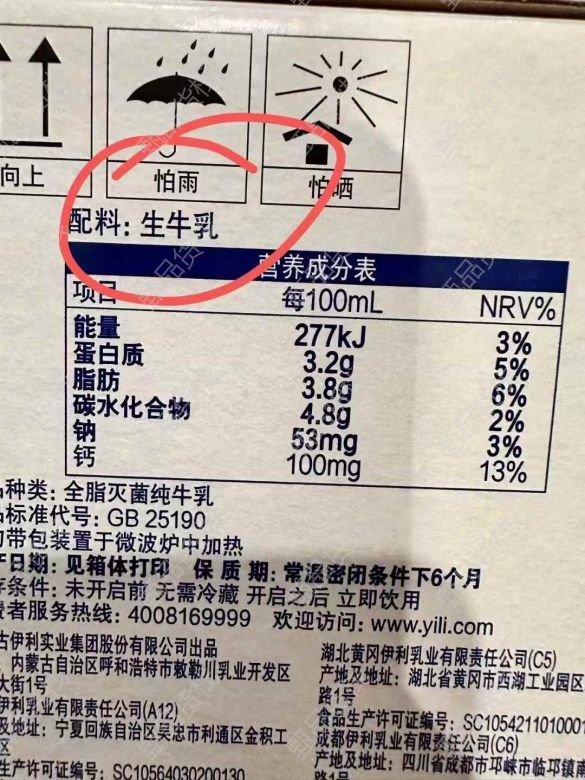 向上
怕雨
怕晒
配料: 生牛乳
营养成分表
项目 每100mL NRV%
能量 277kJ 3%
蛋白质 3.2g 5%
脂肪 3.8g 6%
碳水化合物 4.8g 2%
钠 53mg 3%
钙 100mg 13%
种类: 全脂灭菌纯牛乳
标准代号: GB 25190
带包装置于微波炉中加热
日期: 见箱体打印 保 质 期: 常温密闭条件下6个月
条件: 未开启前 无需冷藏 开启之后 立即饮用
者服务热线: 4008169999 欢迎访问: www.yili.com
古伊利实业集团股份有限公司出品
内蒙古自治区呼和浩特市敕勒川乳业开发区
大街1号
伊利乳业有限责任公司(A12)
及地址: 宁夏回族自治区吴忠市利通区金积工
区
生产许可证编号: SC10564030200130
湖北黄冈伊利乳业有限责任公司(C5)
产地及地址: 湖北省黄冈市西湖工业园区
路1号
食品生产许可证编号: SC1054211010001
成都伊利乳业有限责任公司(C6)
产地及地址: 四川省成都市邛崃市临邛镇
路1号